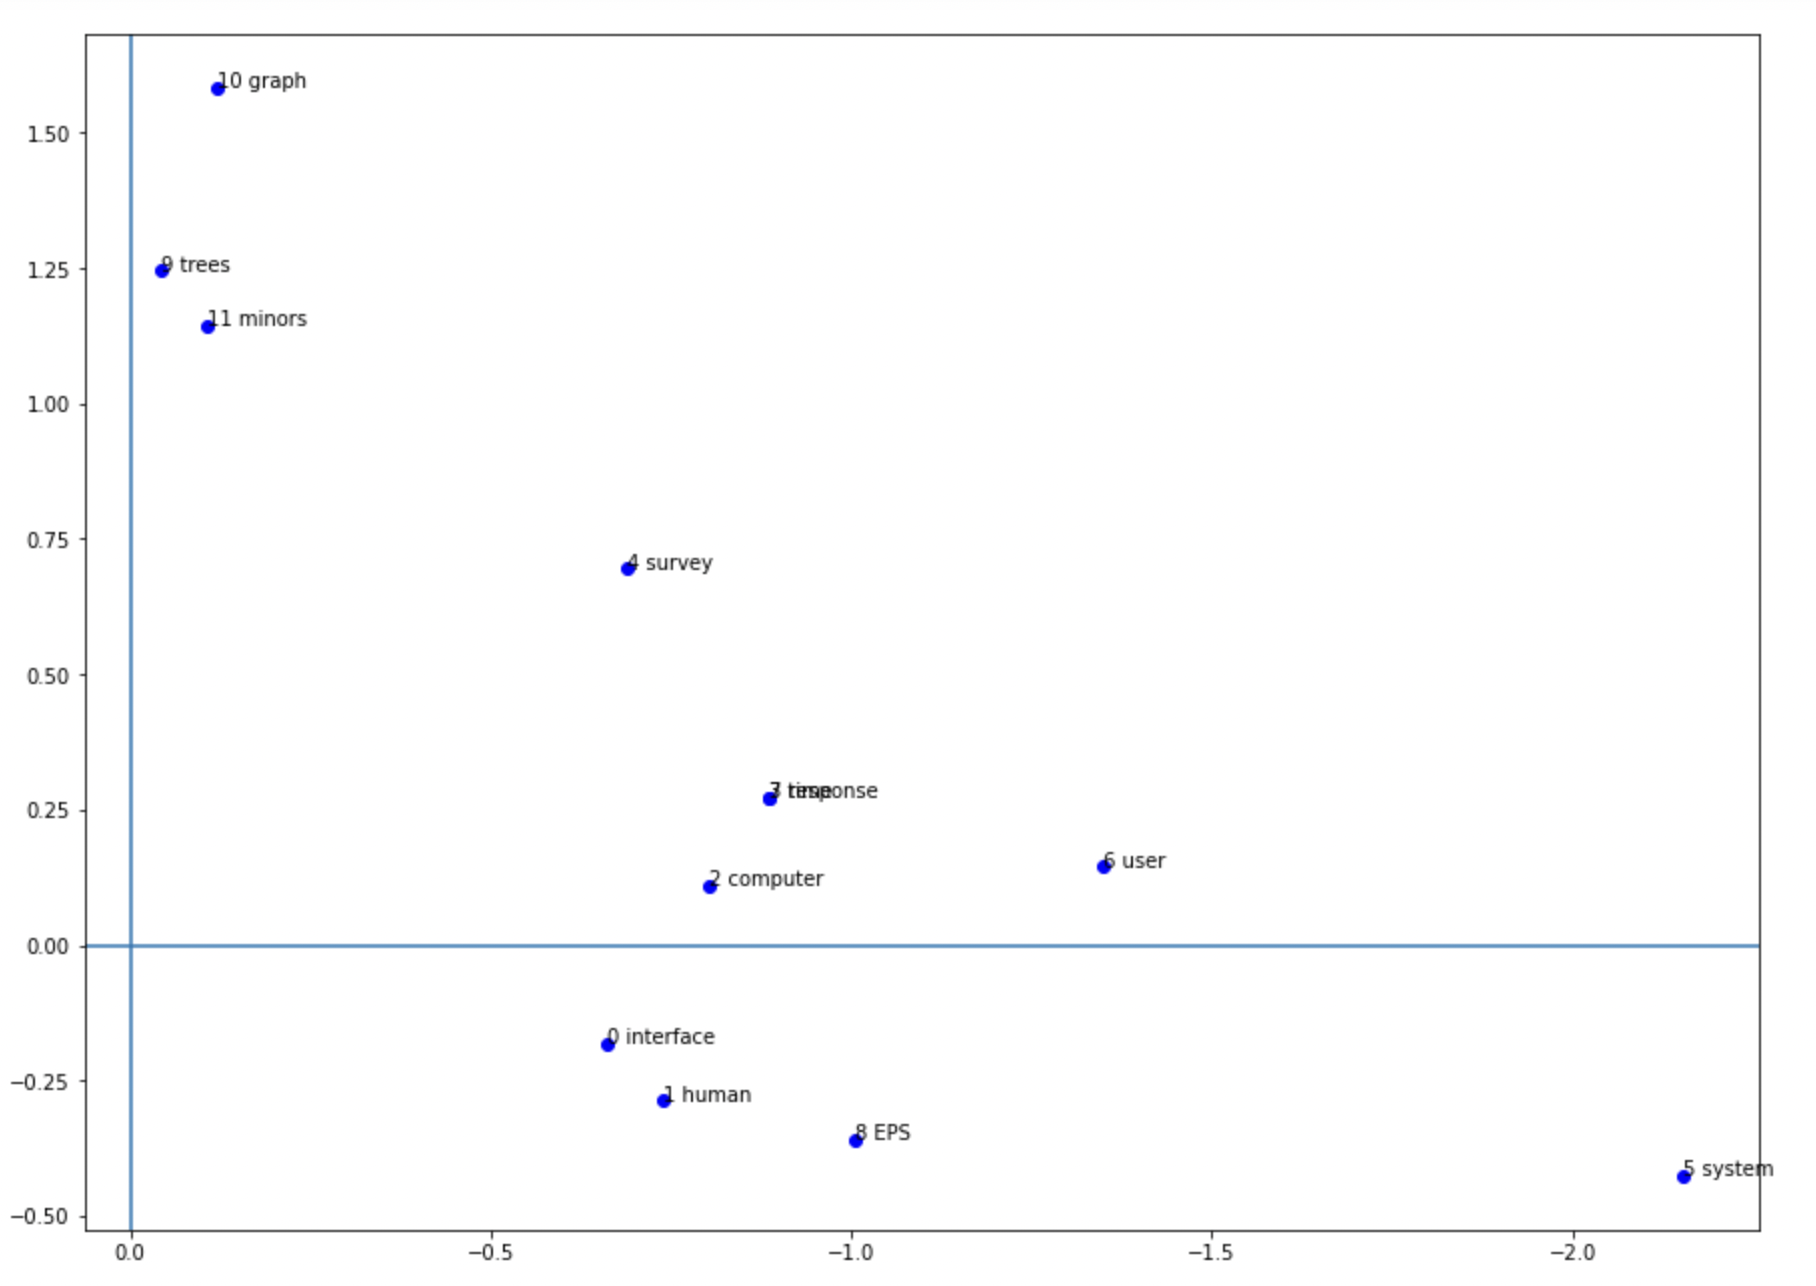 10 graph
1.50
9 trees
1.25
11 minors
1.00
0.75
4 survey
0.50
response
0.25
6 user
2 computer
0.00
0 interface
−0.25
1 human
8 EPS
5 system
−0.50
0.0 −0.5 −1.0 −1.5 −2.0